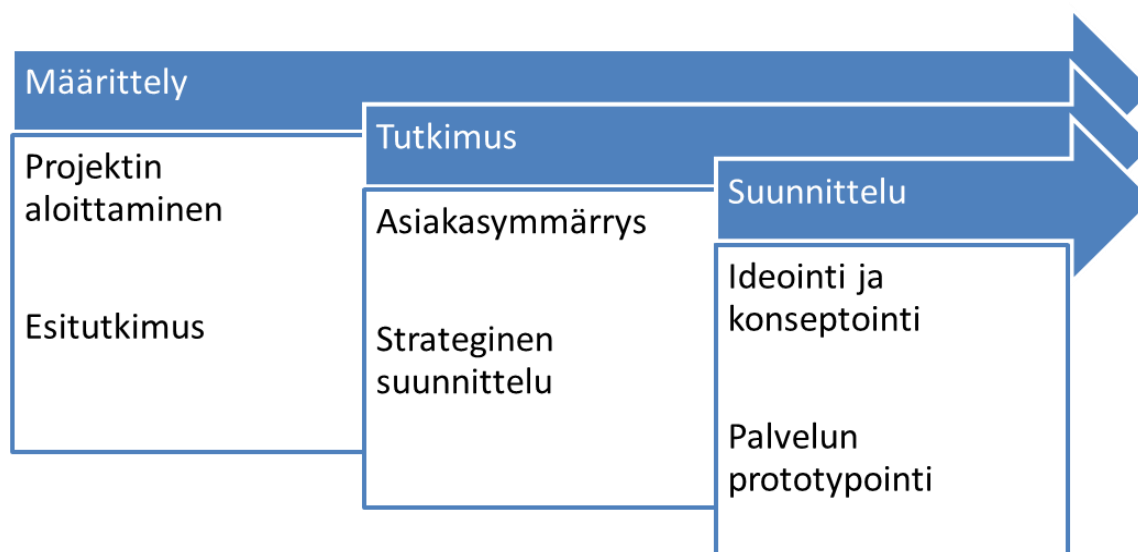 Määrittely
Projektin
aloittaminen
Esitutkimus
Tutkimus
Asiakasymmärrys
Strateginen
suunnittelu
Suunnittelu
Ideointi ja
konseptointi
Palvelun
prototypointi